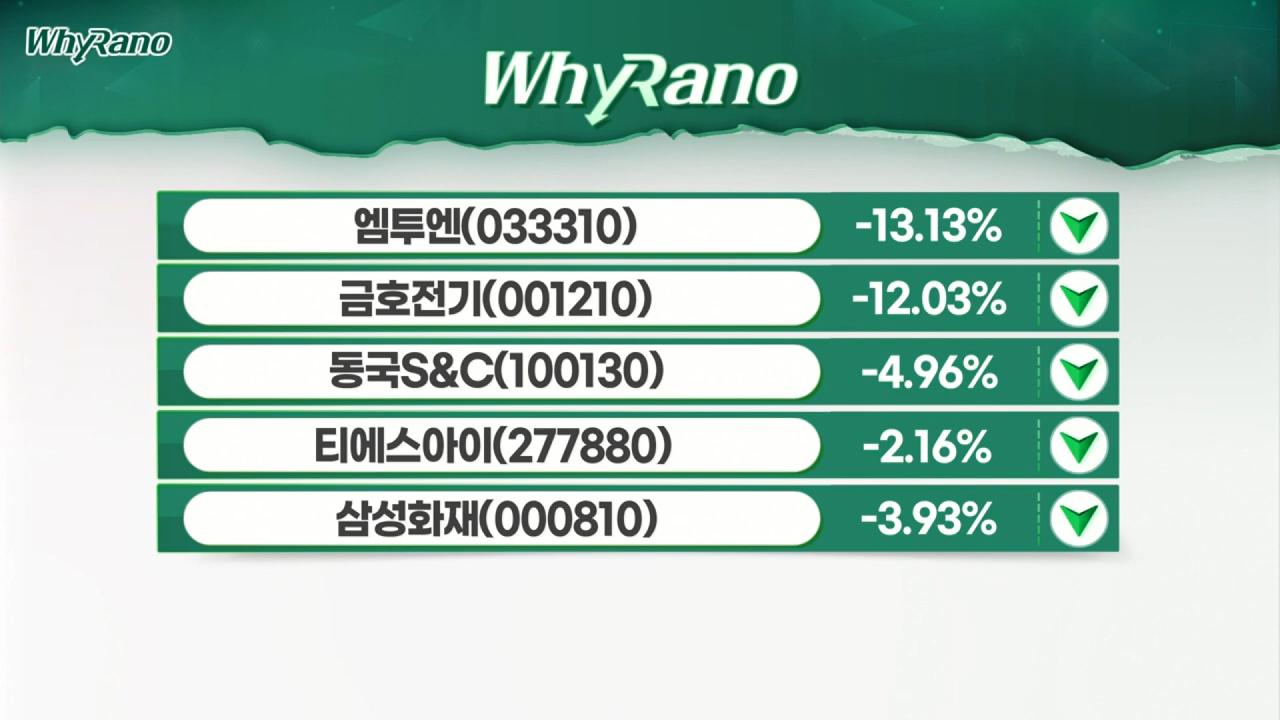 WhyRano
WhyRano
엠투엔(033310) -13.13%
금호전기(001210) -12.03%
동국S&C(100130) -4.96%
티에스아이(277880) -2.16%
삼성화재(000810) -3.93%